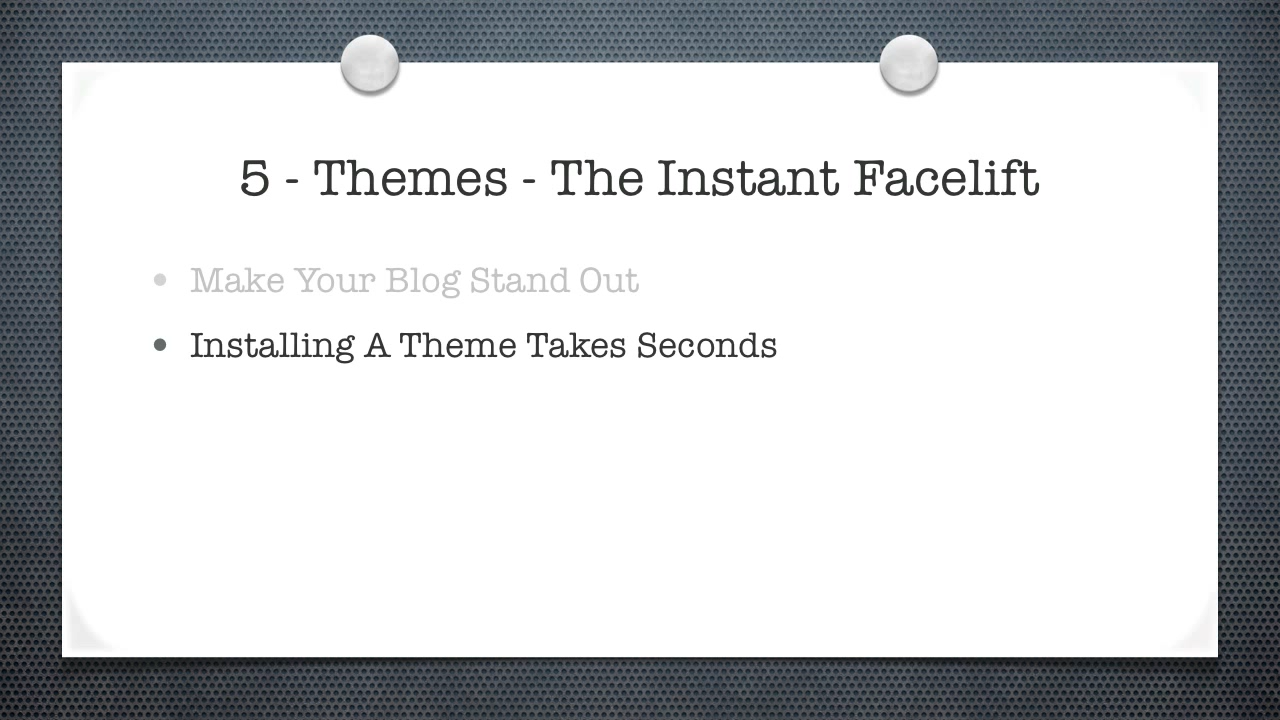 5 - Themes - The Instant Facelift
• Make Your Blog Stand Out
• Installing A Theme Takes Seconds